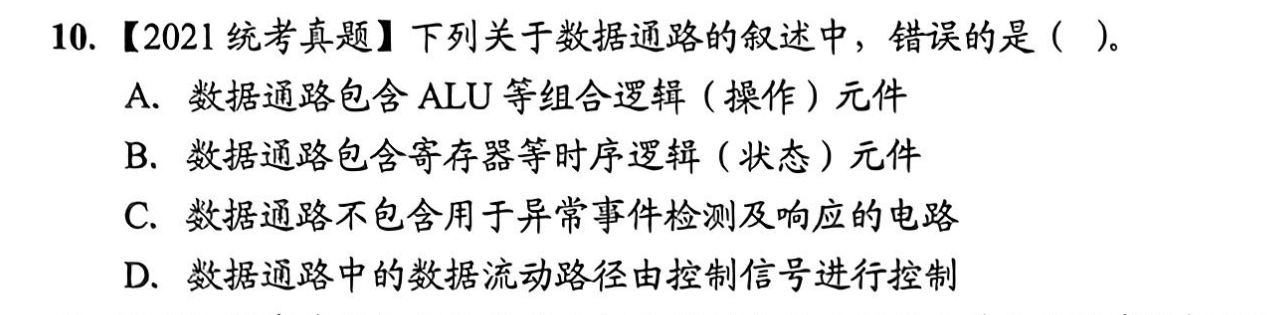 10. 【2021 统考真题】下列关于数据通路的叙述中，错误的是（ ）。
A. 数据通路包含 ALU 等组合逻辑（操作）元件
B. 数据通路包含寄存器等时序逻辑（状态）元件
C. 数据通路不包含用于异常事件检测及响应的电路
D. 数据通路中的数据流动路径由控制信号进行控制